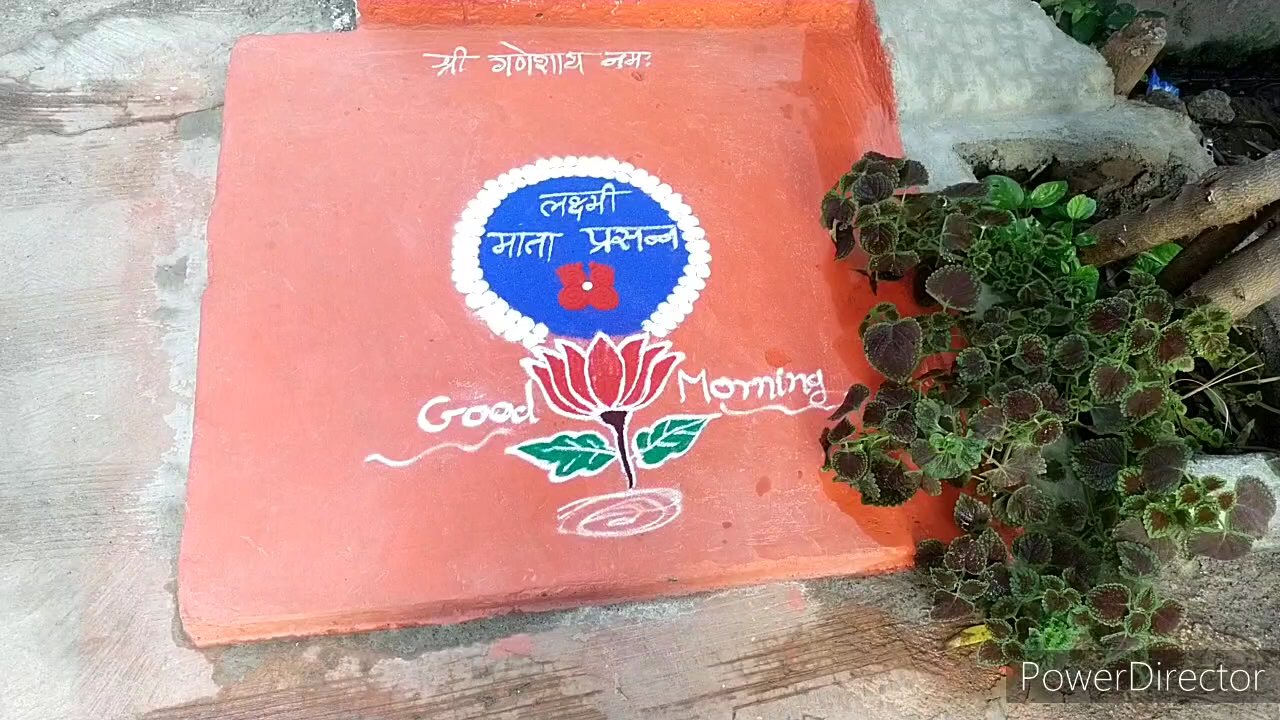 श्री गणेशाय नमः
लक्ष्मी
माता प्रसन्न
Good Morning
PowerDirector